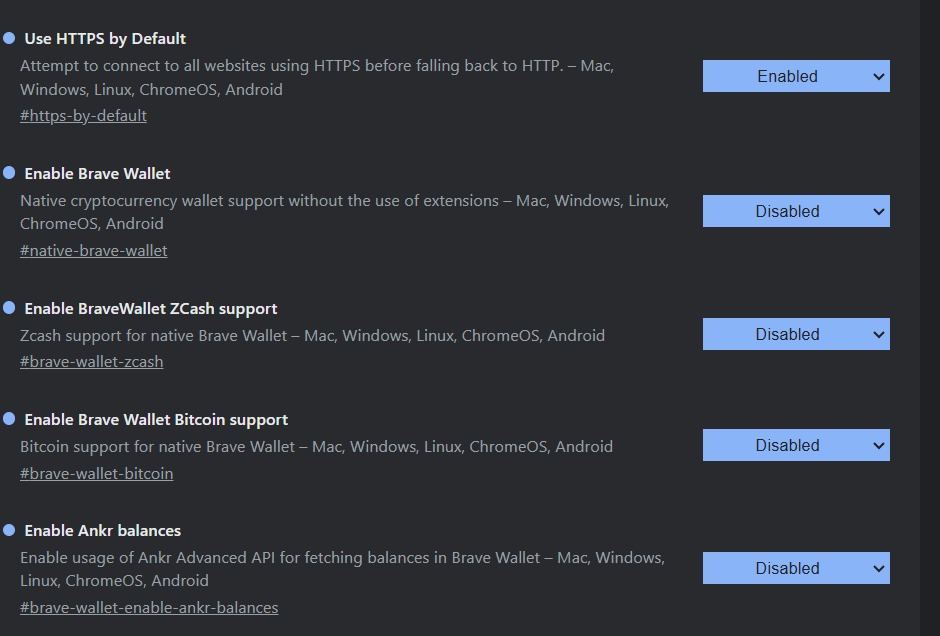 Use HTTPS by Default
Attempt to connect to all websites using HTTPS before falling back to HTTP. – Mac,
Windows, Linux, ChromeOS, Android
#https-by-default
Enabled
Enable Brave Wallet
Native cryptocurrency wallet support without the use of extensions – Mac, Windows, Linux,
ChromeOS, Android
#native-brave-wallet
Disabled
Enable BraveWallet ZCash support
Zcash support for native Brave Wallet – Mac, Windows, Linux, ChromeOS, Android
#brave-wallet-zcash
Disabled
Enable Brave Wallet Bitcoin support
Bitcoin support for native Brave Wallet – Mac, Windows, Linux, ChromeOS, Android
#brave-wallet-bitcoin
Disabled
Enable Ankr balances
Enable usage of Ankr Advanced API for fetching balances in Brave Wallet – Mac, Windows,
Linux, ChromeOS, Android
#brave-wallet-enable-ankr-balances
Disabled